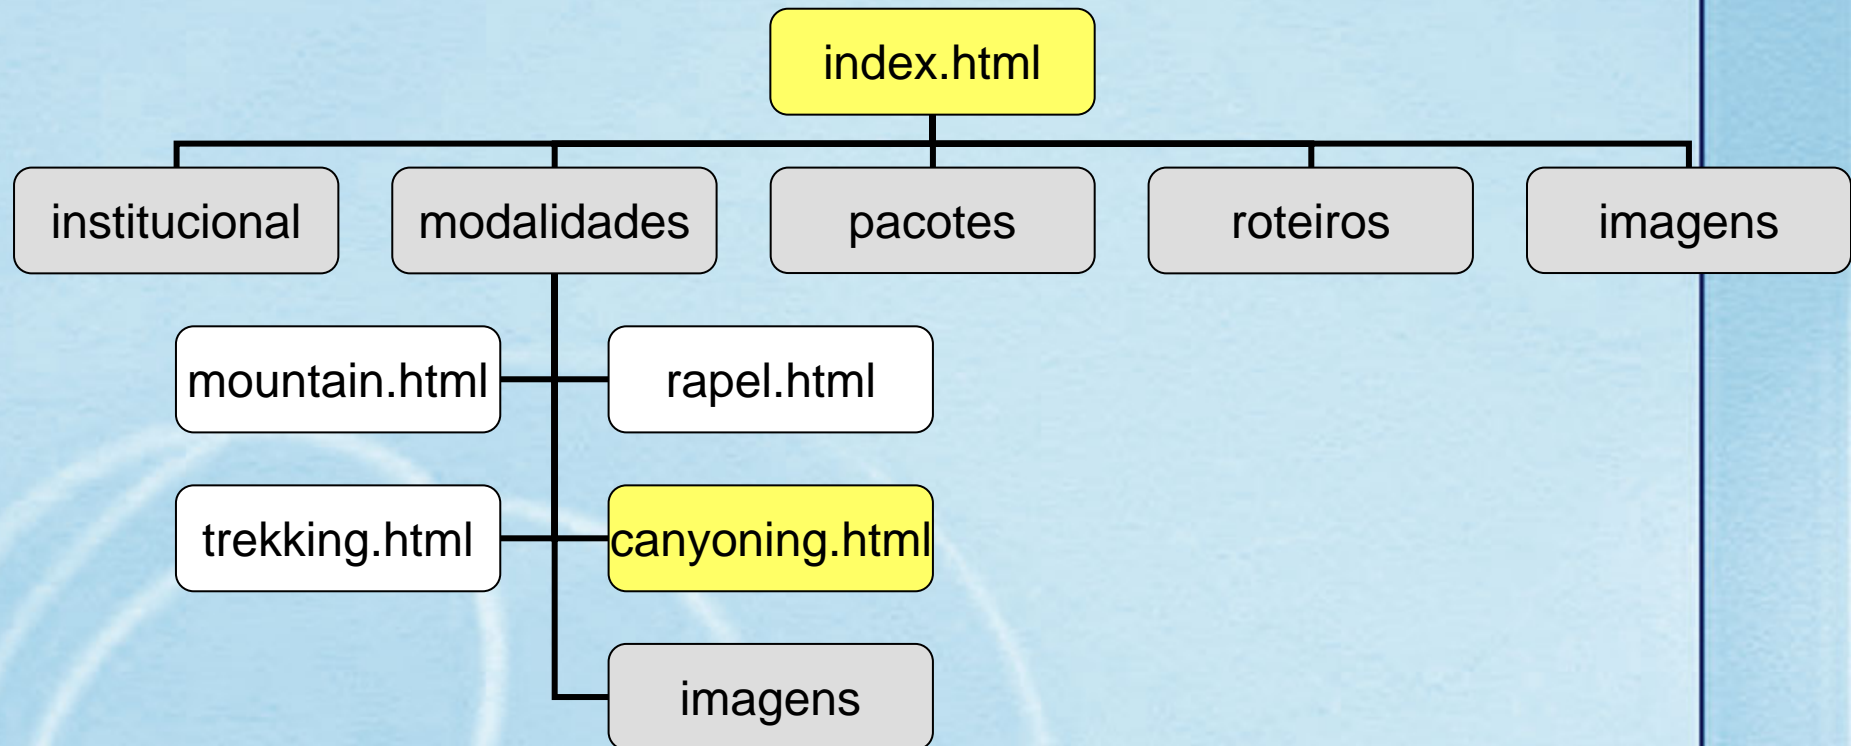 index.html
institucional
modalidades
pacotes
roteiros
imagens
mountain.html
rapel.html
trekking.html
canyoning.html
imagens